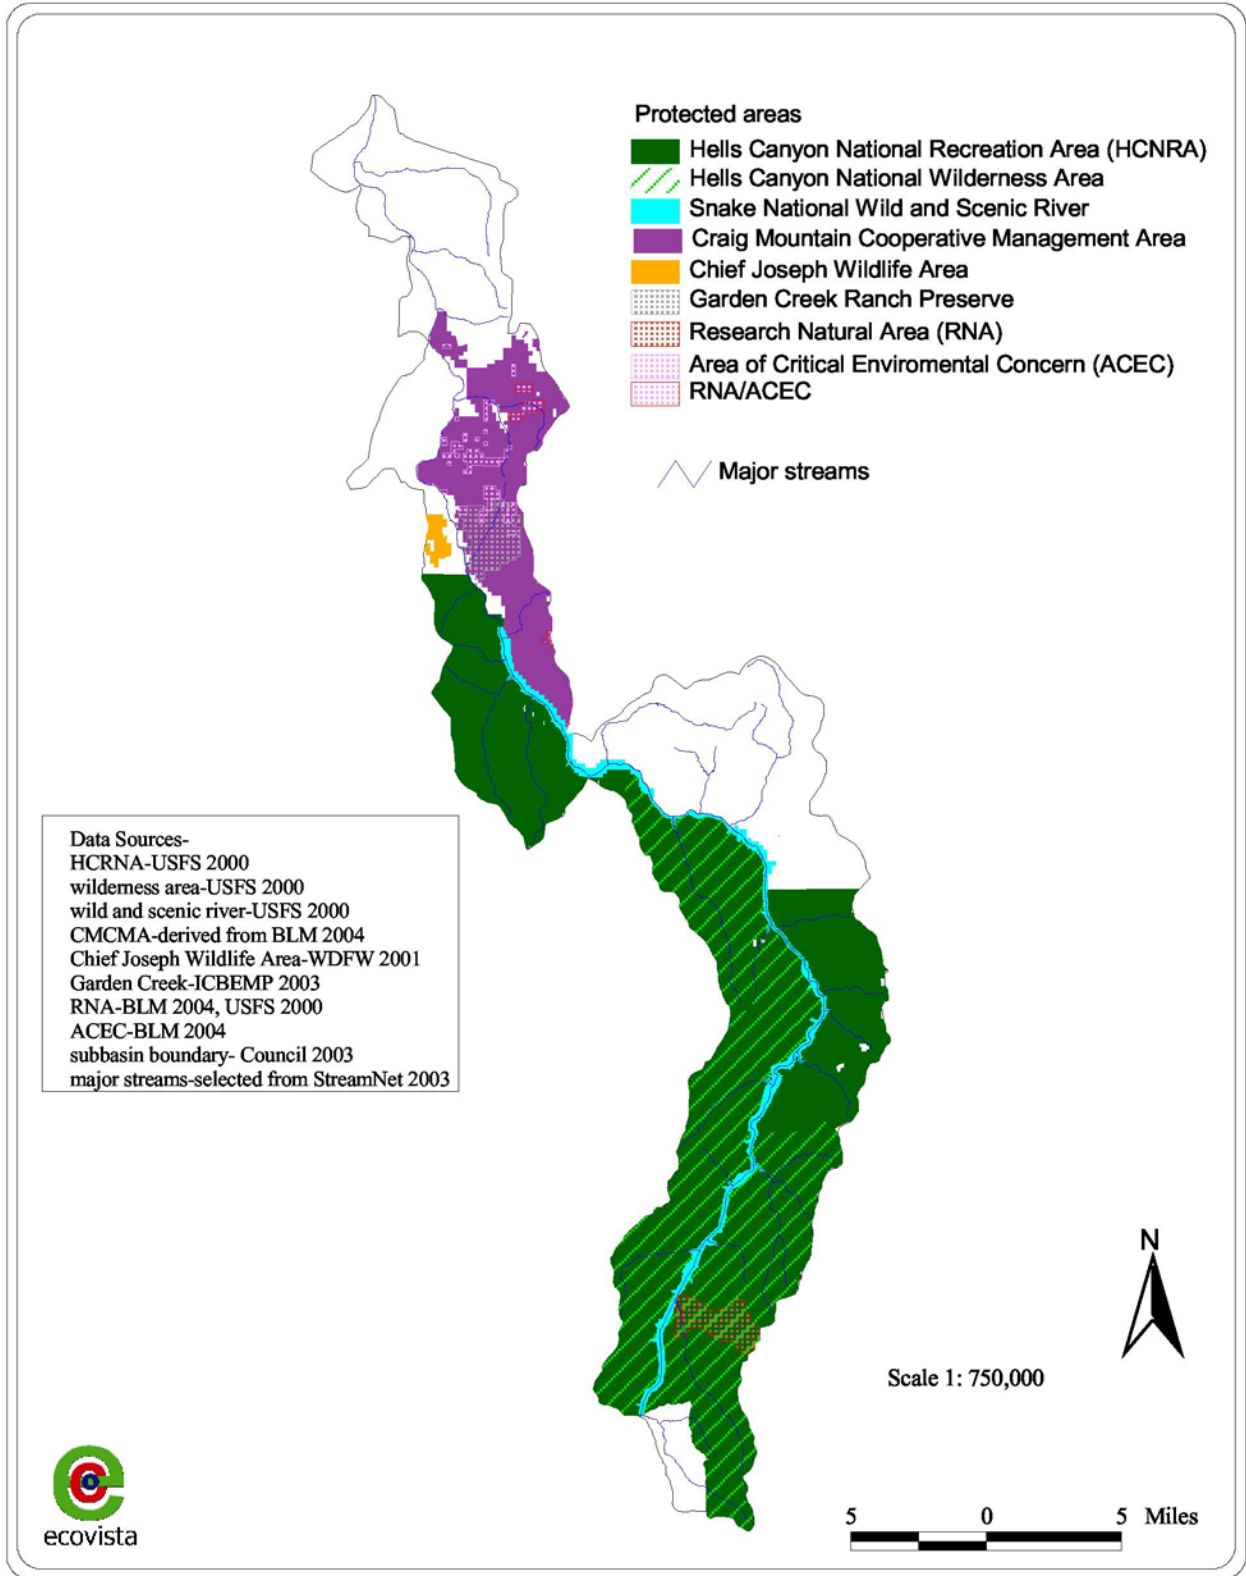 Protected areas
Hells Canyon National Recreation Area (HCNRA)
Hells Canyon National Wilderness Area
Snake National Wild and Scenic River
Craig Mountain Cooperative Management Area
Chief Joseph Wildlife Area
Garden Creek Ranch Preserve
Research Natural Area (RNA)
Area of Critical Enviromental Concern (ACEC)
RNA/ACEC
Major streams
Data Sources-
HCRNA-USFS 2000
wilderness area-USFS 2000
wild and scenic river-USFS 2000
CMCMA-derived from BLM 2004
Chief Joseph Wildlife Area-WDFW 2001
Garden Creek-ICBEMP 2003
RNA-BLM 2004, USFS 2000
ACEC-BLM 2004
subbasin boundary- Council 2003
major streams-selected from StreamNet 2003
N
Scale 1: 750,000
5 0 5 Miles
ecovista